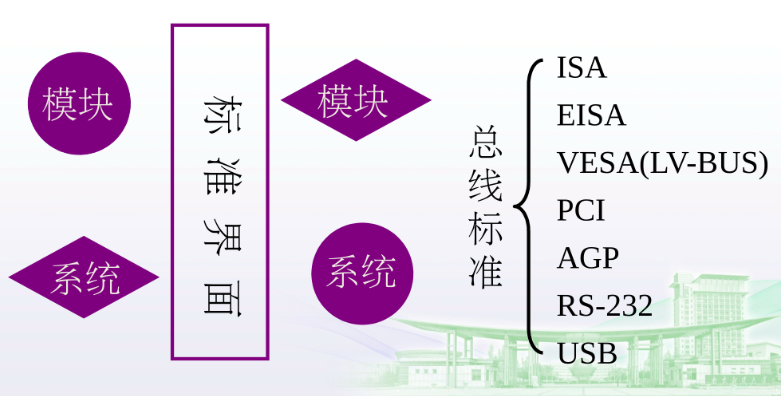 模块
系统
标准界面
模块
系统
总线标准
ISA
EISA
VESA(LV-BUS)
PCI
AGP
RS-232
USB